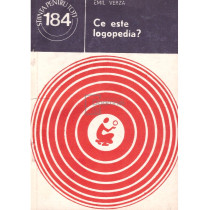 EMIL VERZA
ȘTIINȚA PENTRU TOȚI
184
Ce este
logopedia?